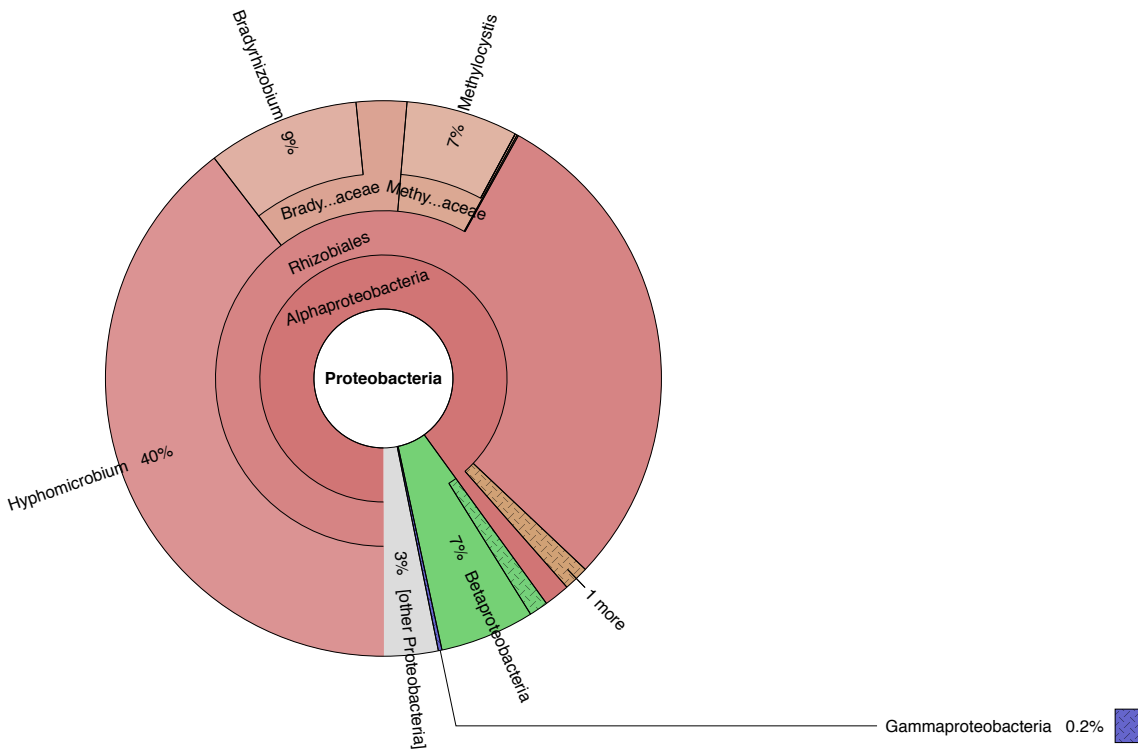 Bradyrhizobium 9%
7% Methylocystis
Brady...aceae
Methy...aceae
Rhizobiales
Alphaproteobacteria
Proteobacteria
Hyphomicrobium 40%
3% [other Proteobacteria]
7% Betaproteobacteria
1 more
Gammaproteobacteria 0.2%